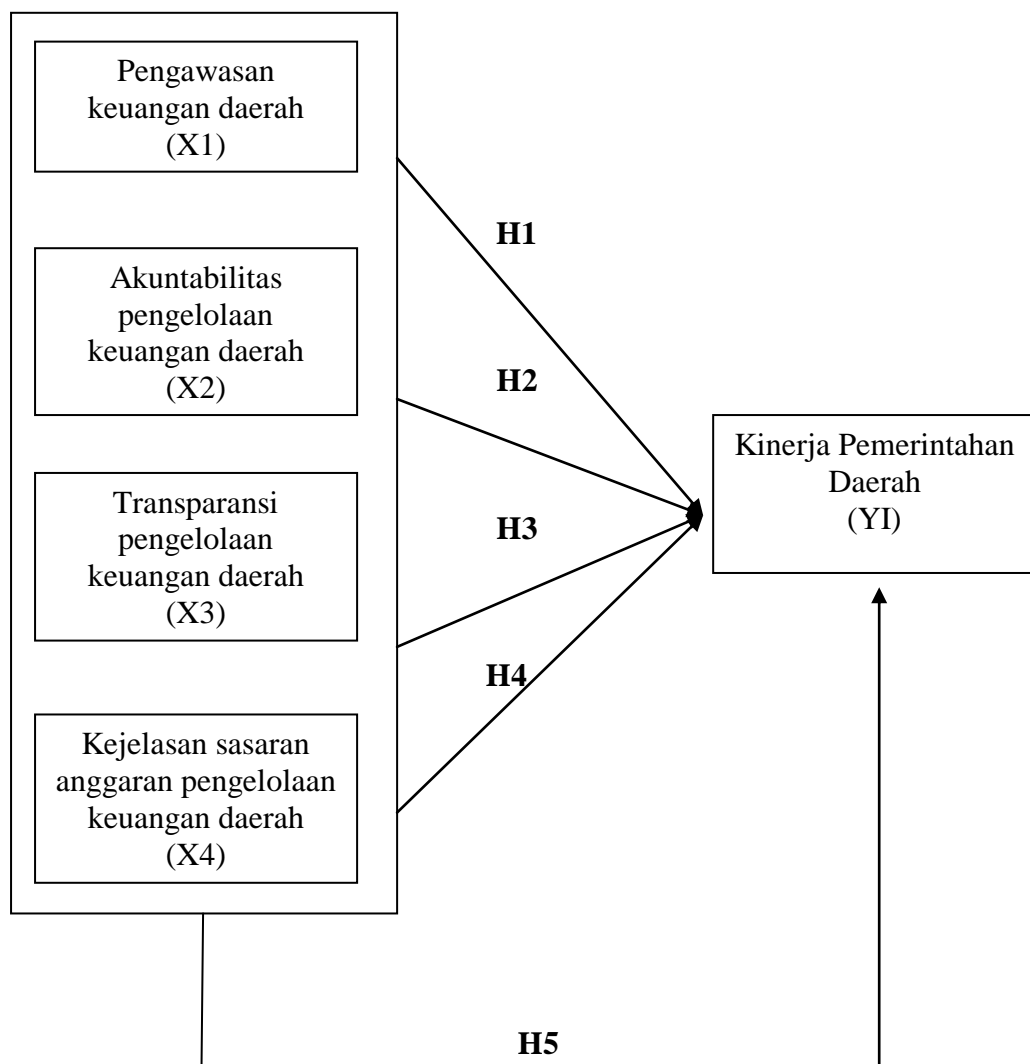 Pengawasan
keuangan daerah
(X1)
Akuntabilitas
pengelolaan
keuangan daerah
(X2)
Transparansi
pengelolaan
keuangan daerah
(X3)
Kejelasan sasaran
anggaran pengelolaan
keuangan daerah
(X4)
H1
H2
H3
H4
Kinerja Pemerintahan
Daerah
(YI)
H5